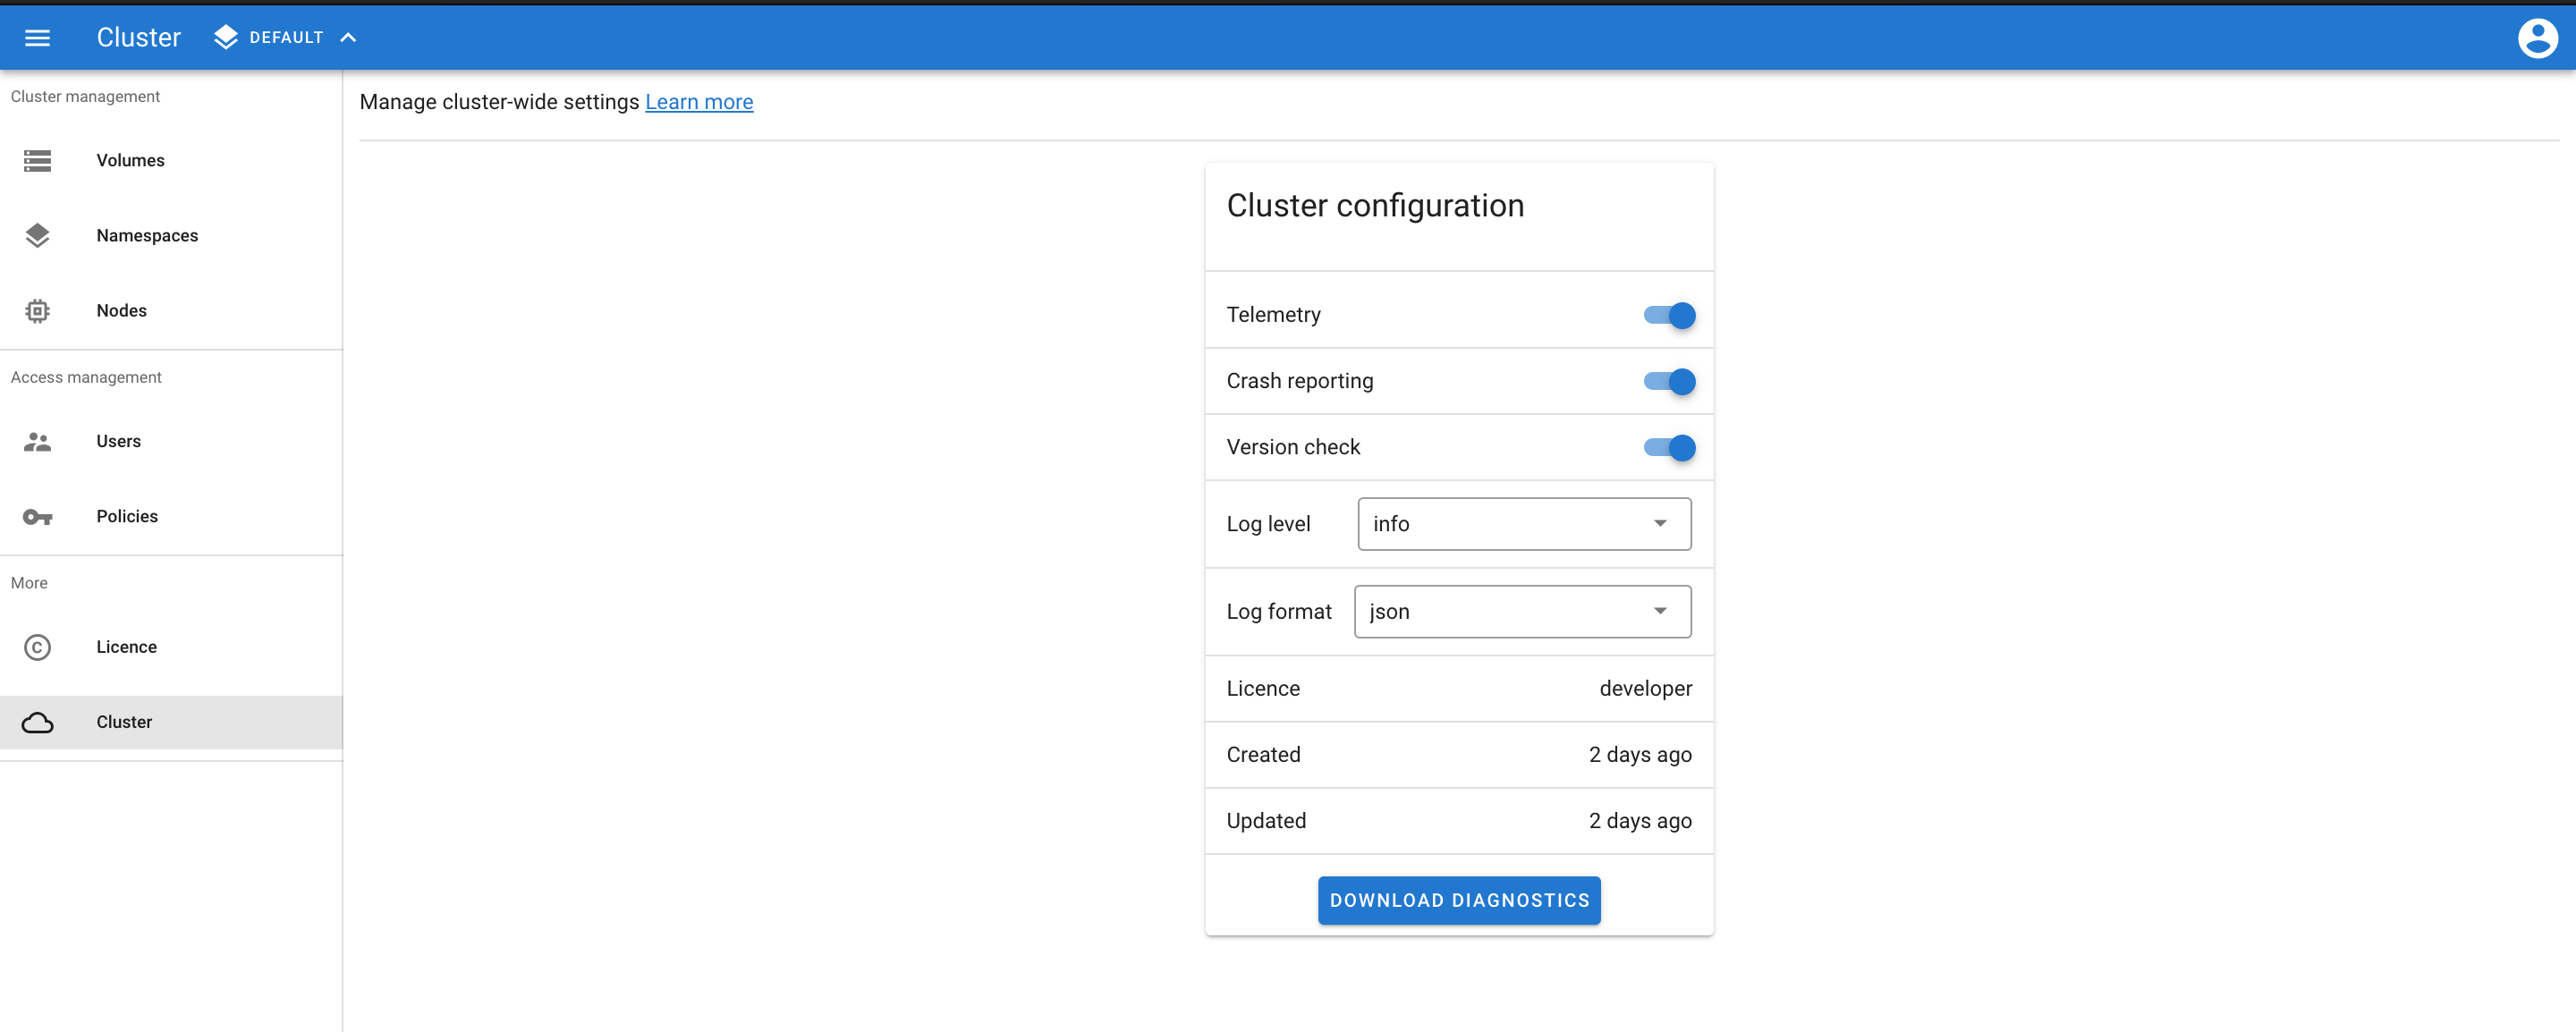 Cluster DEFAULT
Cluster management
Volumes
Namespaces
Nodes
Access management
Users
Policies
More
Licence
Cluster
Manage cluster-wide settings Learn more
Cluster configuration
Telemetry
Crash reporting
Version check
Log level info
Log format json
Licence developer
Created 2 days ago
Updated 2 days ago
DOWNLOAD DIAGNOSTICS